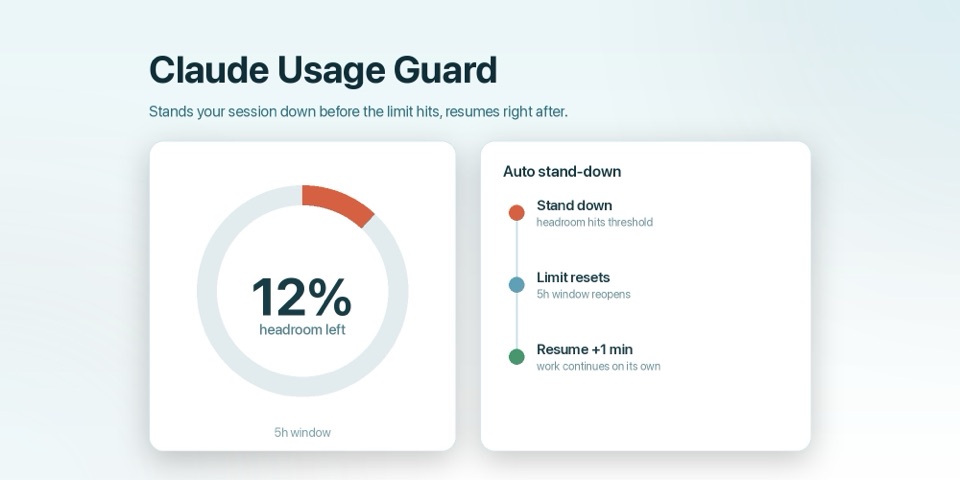 Claude Usage Guard
Stands your session down before the limit hits, resumes right after.
12%
headroom left
5h window
Auto stand-down
Stand down
headroom hits threshold
Limit resets
5h window reopens
Resume +1 min
work continues on its own